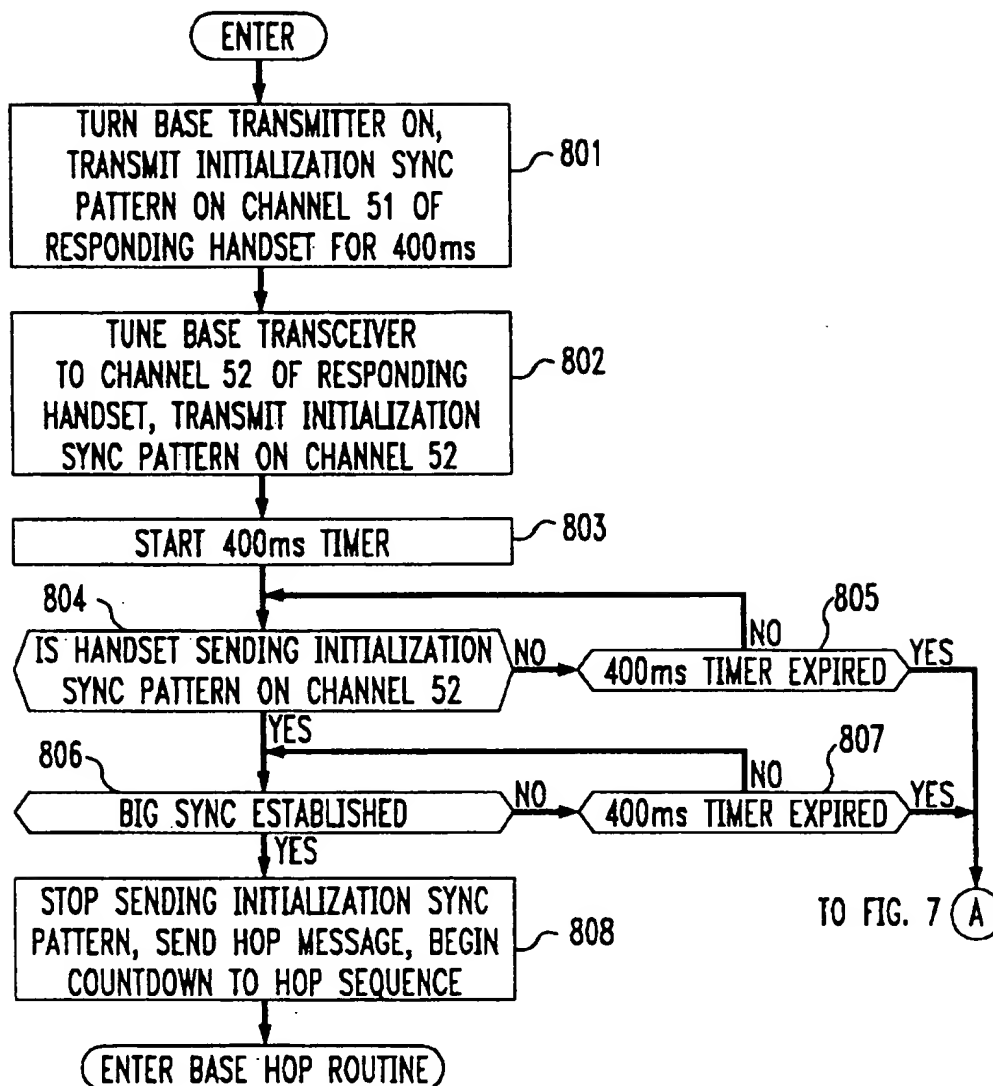 ENTER
TURN BASE TRANSMITTER ON,
TRANSMIT INITIALIZATION SYNC
PATTERN ON CHANNEL 51 OF
RESPONDING HANDSET FOR 400ms
801
TUNE BASE TRANSCEIVER
TO CHANNEL 52 OF RESPONDING
HANDSET, TRANSMIT INITIALIZATION
SYNC PATTERN ON CHANNEL 52
802
START 400ms TIMER
803
804
IS HANDSET SENDING INITIALIZATION
SYNC PATTERN ON CHANNEL 52
NO
YES
805
NO
400ms TIMER EXPIRED
YES
806
BIG SYNC ESTABLISHED
NO
YES
807
NO
400ms TIMER EXPIRED
YES
STOP SENDING INITIALIZATION SYNC
PATTERN, SEND HOP MESSAGE, BEGIN
COUNTDOWN TO HOP SEQUENCE
808
TO FIG. 7 A
ENTER BASE HOP ROUTINE